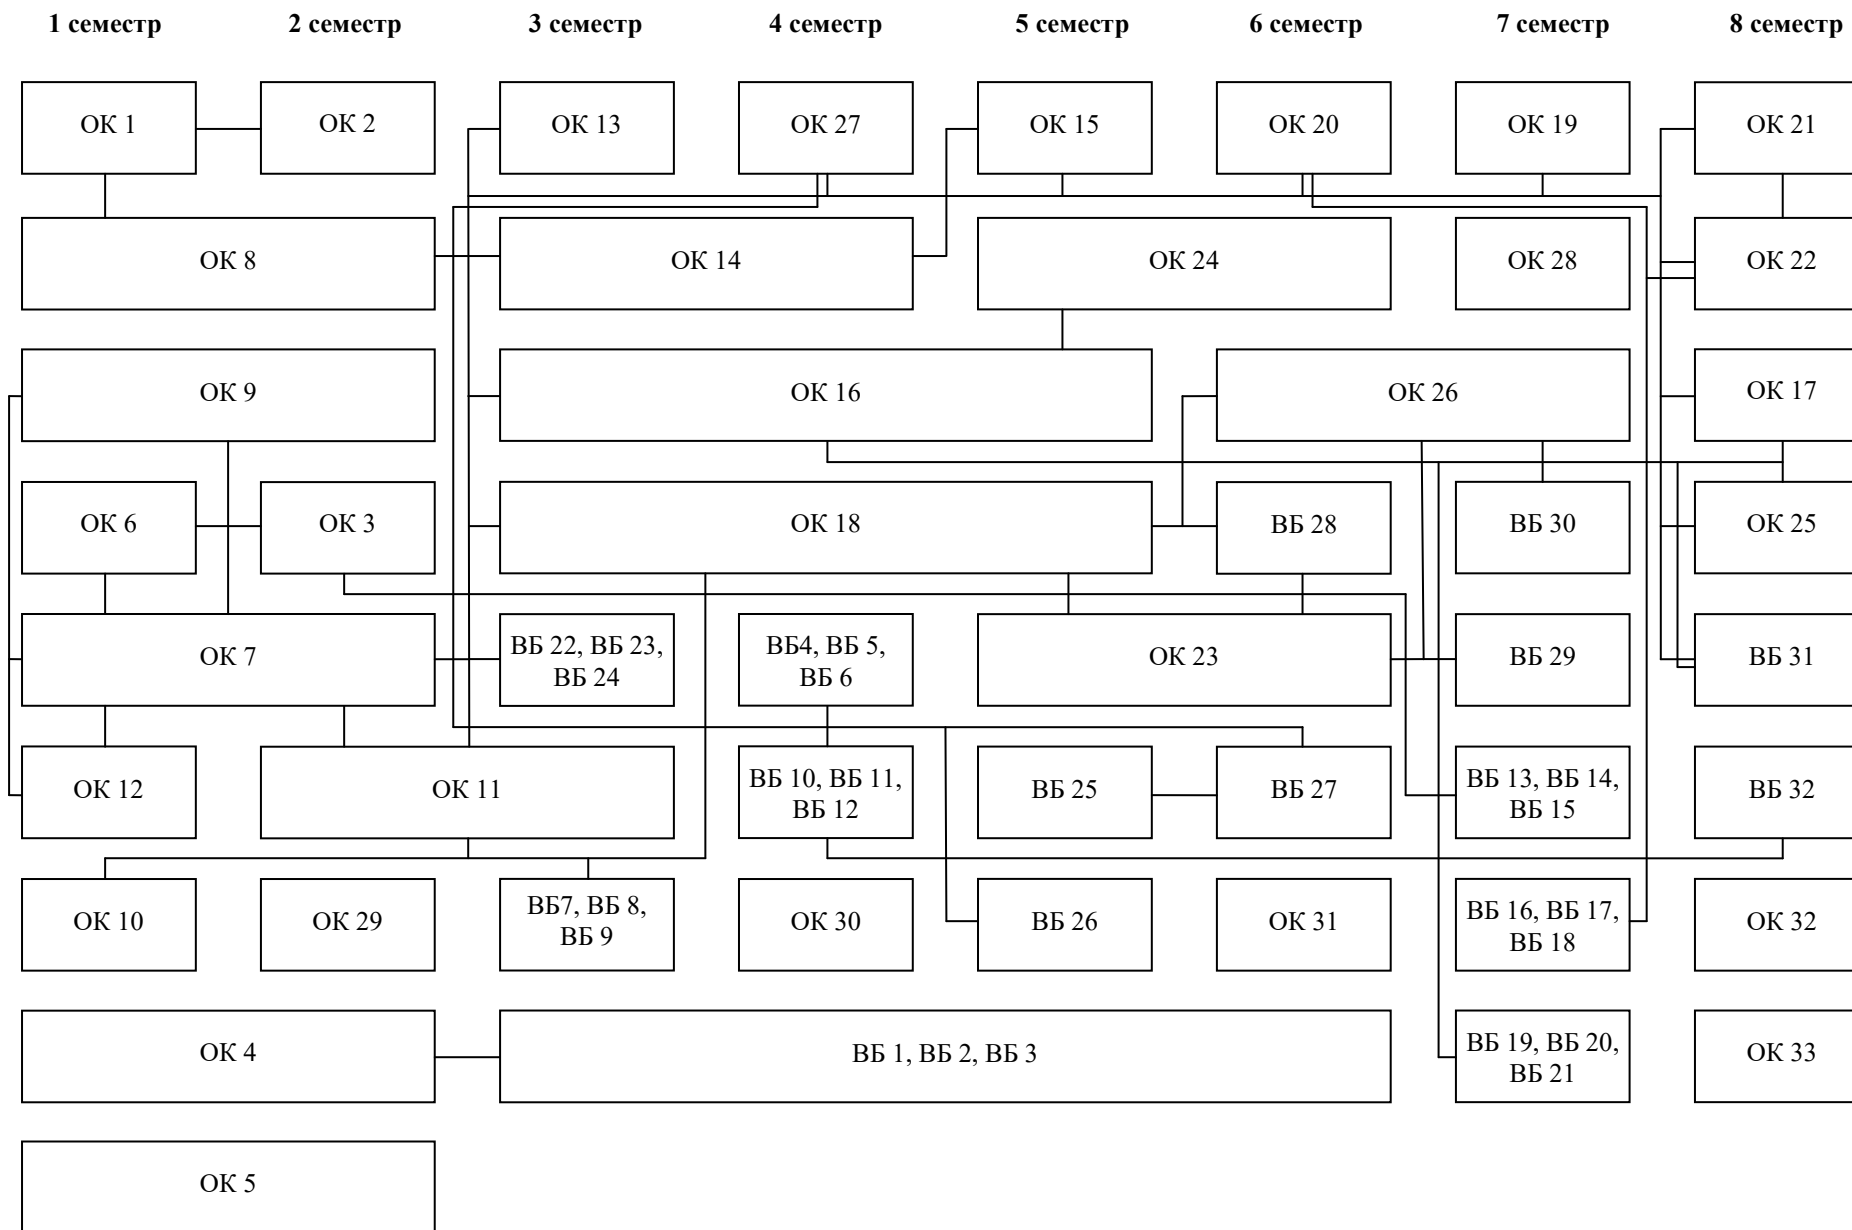 1 семестр
2 семестр
3 семестр
4 семестр
5 семестр
6 семестр
7 семестр
8 семестр
ОК 1
ОК 2
ОК 13
ОК 27
ОК 15
ОК 20
ОК 19
ОК 21
ОК 8
ОК 14
ОК 24
ОК 28
ОК 22
ОК 9
ОК 16
ОК 26
ОК 17
ОК 6
ОК 3
ОК 18
ВБ 28
ВБ 30
ОК 25
ОК 7
ВБ 22, ВБ 23,
ВБ 24
ВБ4, ВБ 5,
ВБ 6
ОК 23
ВБ 29
ВБ 31
ОК 12
ОК 11
ВБ 10, ВБ 11,
ВБ 12
ВБ 25
ВБ 27
ВБ 13, ВБ 14,
ВБ 15
ВБ 32
ОК 10
ОК 29
ВБ7, ВБ 8,
ВБ 9
ОК 30
ВБ 26
ОК 31
ВБ 16, ВБ 17,
ВБ 18
ОК 32
ОК 4
ВБ 1, ВБ 2, ВБ 3
ВБ 19, ВБ 20,
ВБ 21
ОК 33
ОК 5